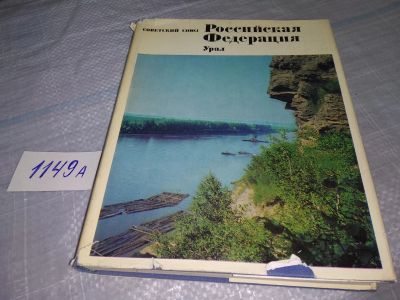 СОВЕТСКИЙ СОЮЗ Российская
Федерация
Урал
1149А